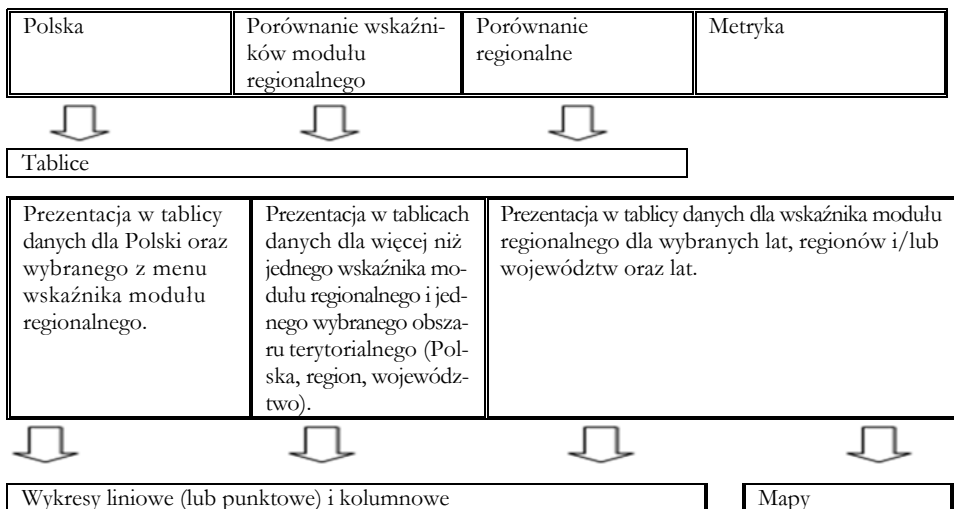 Polska
Porównanie wskaźni-
ków modułu
regionalnego
Porównanie
regionalne
Metryka
Tablice
Prezentacja w tablicy
danych dla Polski oraz
wybranego z menu
wskaźnika modułu
regionalnego.
Prezentacja w tablicach
danych dla więcej niż
jednego wskaźnika mo-
dułu regionalnego i jed-
nego wybranego obsza-
ru terytorialnego (Pol-
ska, region, wojewódz-
two).
Prezentacja w tablicy danych dla wskaźnika modułu
regionalnego dla wybranych lat, regionów i/lub
województw oraz lat.
Wykresy liniowe (lub punktowe) i kolumnowe
Mapy